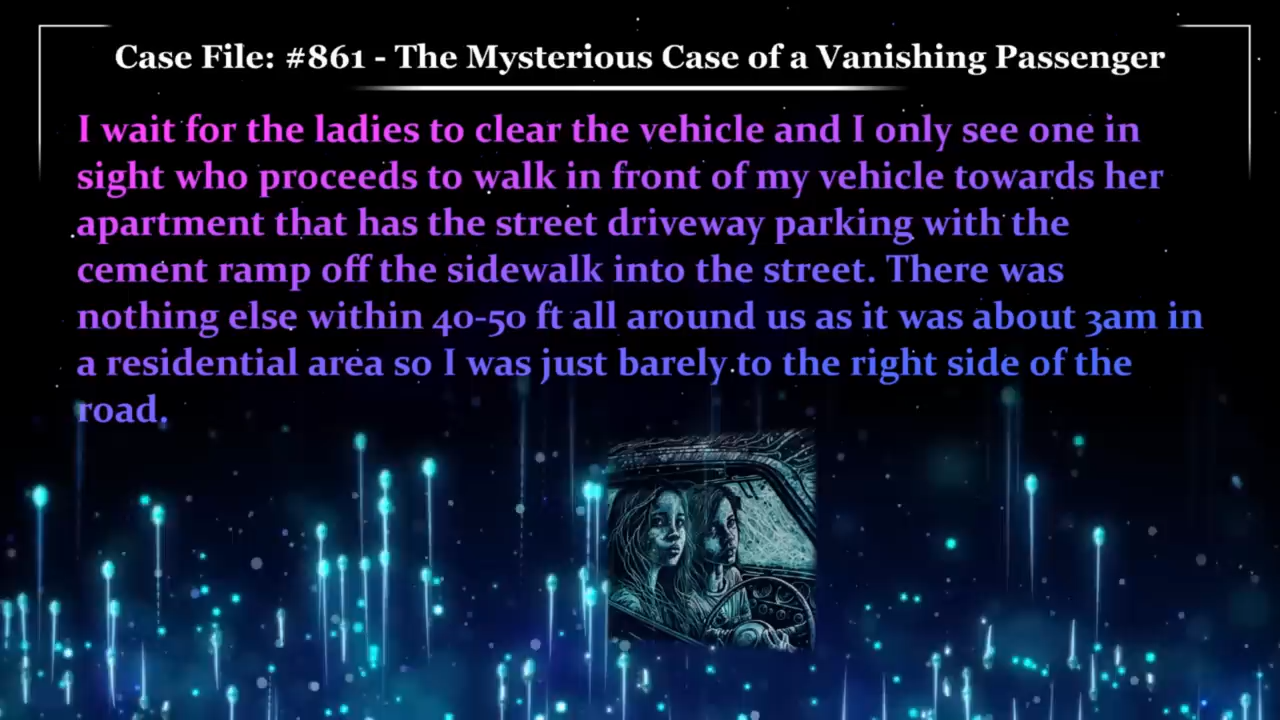 Case File: #861 - The Mysterious Case of a Vanishing Passenger
I wait for the ladies to clear the vehicle and I only see one in
sight who proceeds to walk in front of my vehicle towards her
apartment that has the street driveway parking with the
cement ramp off the sidewalk into the street. There was
nothing else within 40-50 ft all around us as it was about 3am in
a residential area so I was just barely to the right side of the
road.